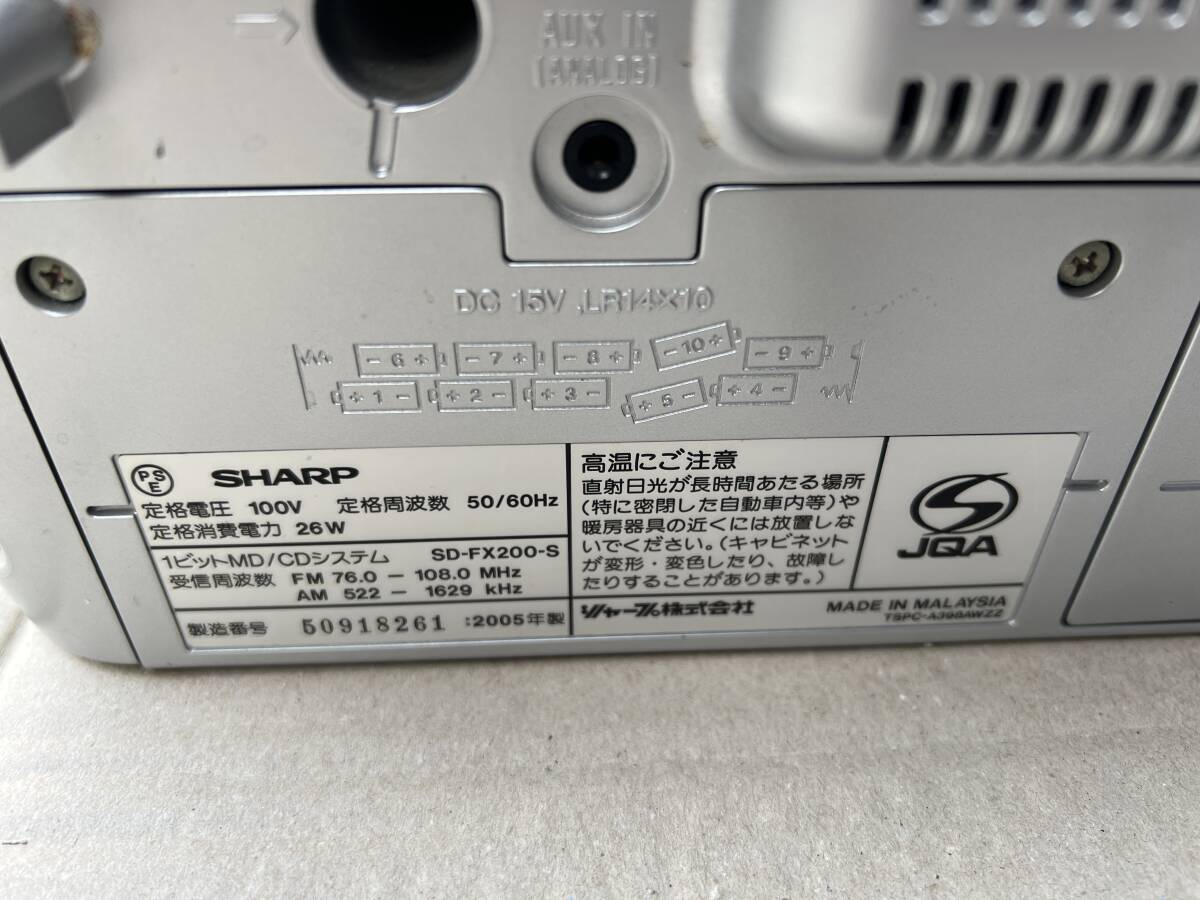 AUX IN
(ANALOG)
DC 15V ,LR14×10
- 6 + - 7 + - 8 + - 10 + - 9 +
+ 1 - + 2 - + 3 - + 5 - + 4 -
PSE SHARP
定格電圧 100V 定格周波数 50/60Hz
定格消費電力 26W
1ビットMD/CDシステム SD-FX200-S
受信周波数 FM 76.0 - 108.0 MHz
AM 522 - 1629 kHz
製造番号 50918261 :2005年製
高温にご注意
直射日光が長時間あたる場所
(特に密閉した自動車内等)や
暖房器具の近くには放置しな
いでください。(キャビネット
が変形・変色したり、故障し
たりすることがあります。)
シャープ株式会社
JQA
MADE IN MALAYSIA
TSPC-A398AWZZ